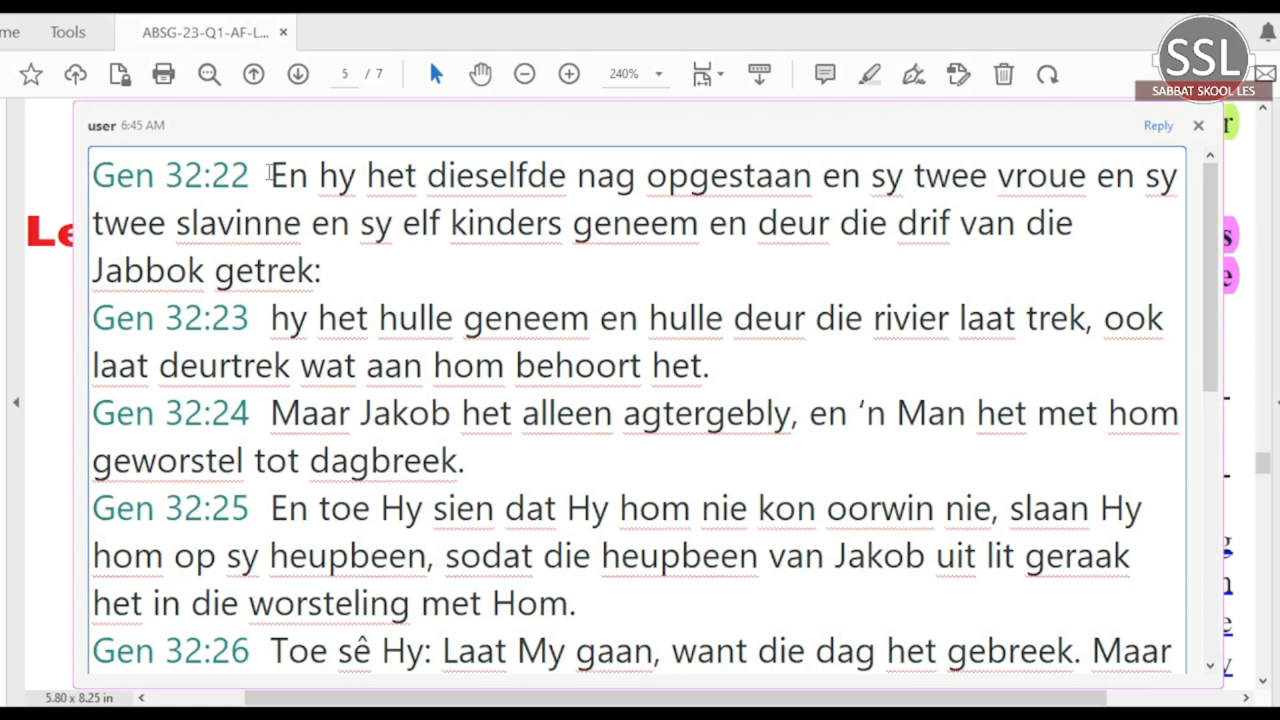 me Tools ABSG-23-Q1-AF-L... ×
SSL
SABBAT SKOOL LES
5 / 7 240%
user 6:45 AM Reply
Gen 32:22 En hy het dieselfde nag opgestaan en sy twee vroue en sy
twee slavinne en sy elf kinders geneem en deur die drif van die
Jabbok getrek:
Gen 32:23 hy het hulle geneem en hulle deur die rivier laat trek, ook
laat deurtrek wat aan hom behoort het.
Gen 32:24 Maar Jakob het alleen agtergebly, en ‘n Man het met hom
geworstel tot dagbreek.
Gen 32:25 En toe Hy sien dat Hy hom nie kon oorwin nie, slaan Hy
hom op sy heupbeen, sodat die heupbeen van Jakob uit lit geraak
het in die worsteling met Hom.
Gen 32:26 Toe sê Hy: Laat My gaan, want die dag het gebreek. Maar
Le
5.80 x 8.25 in